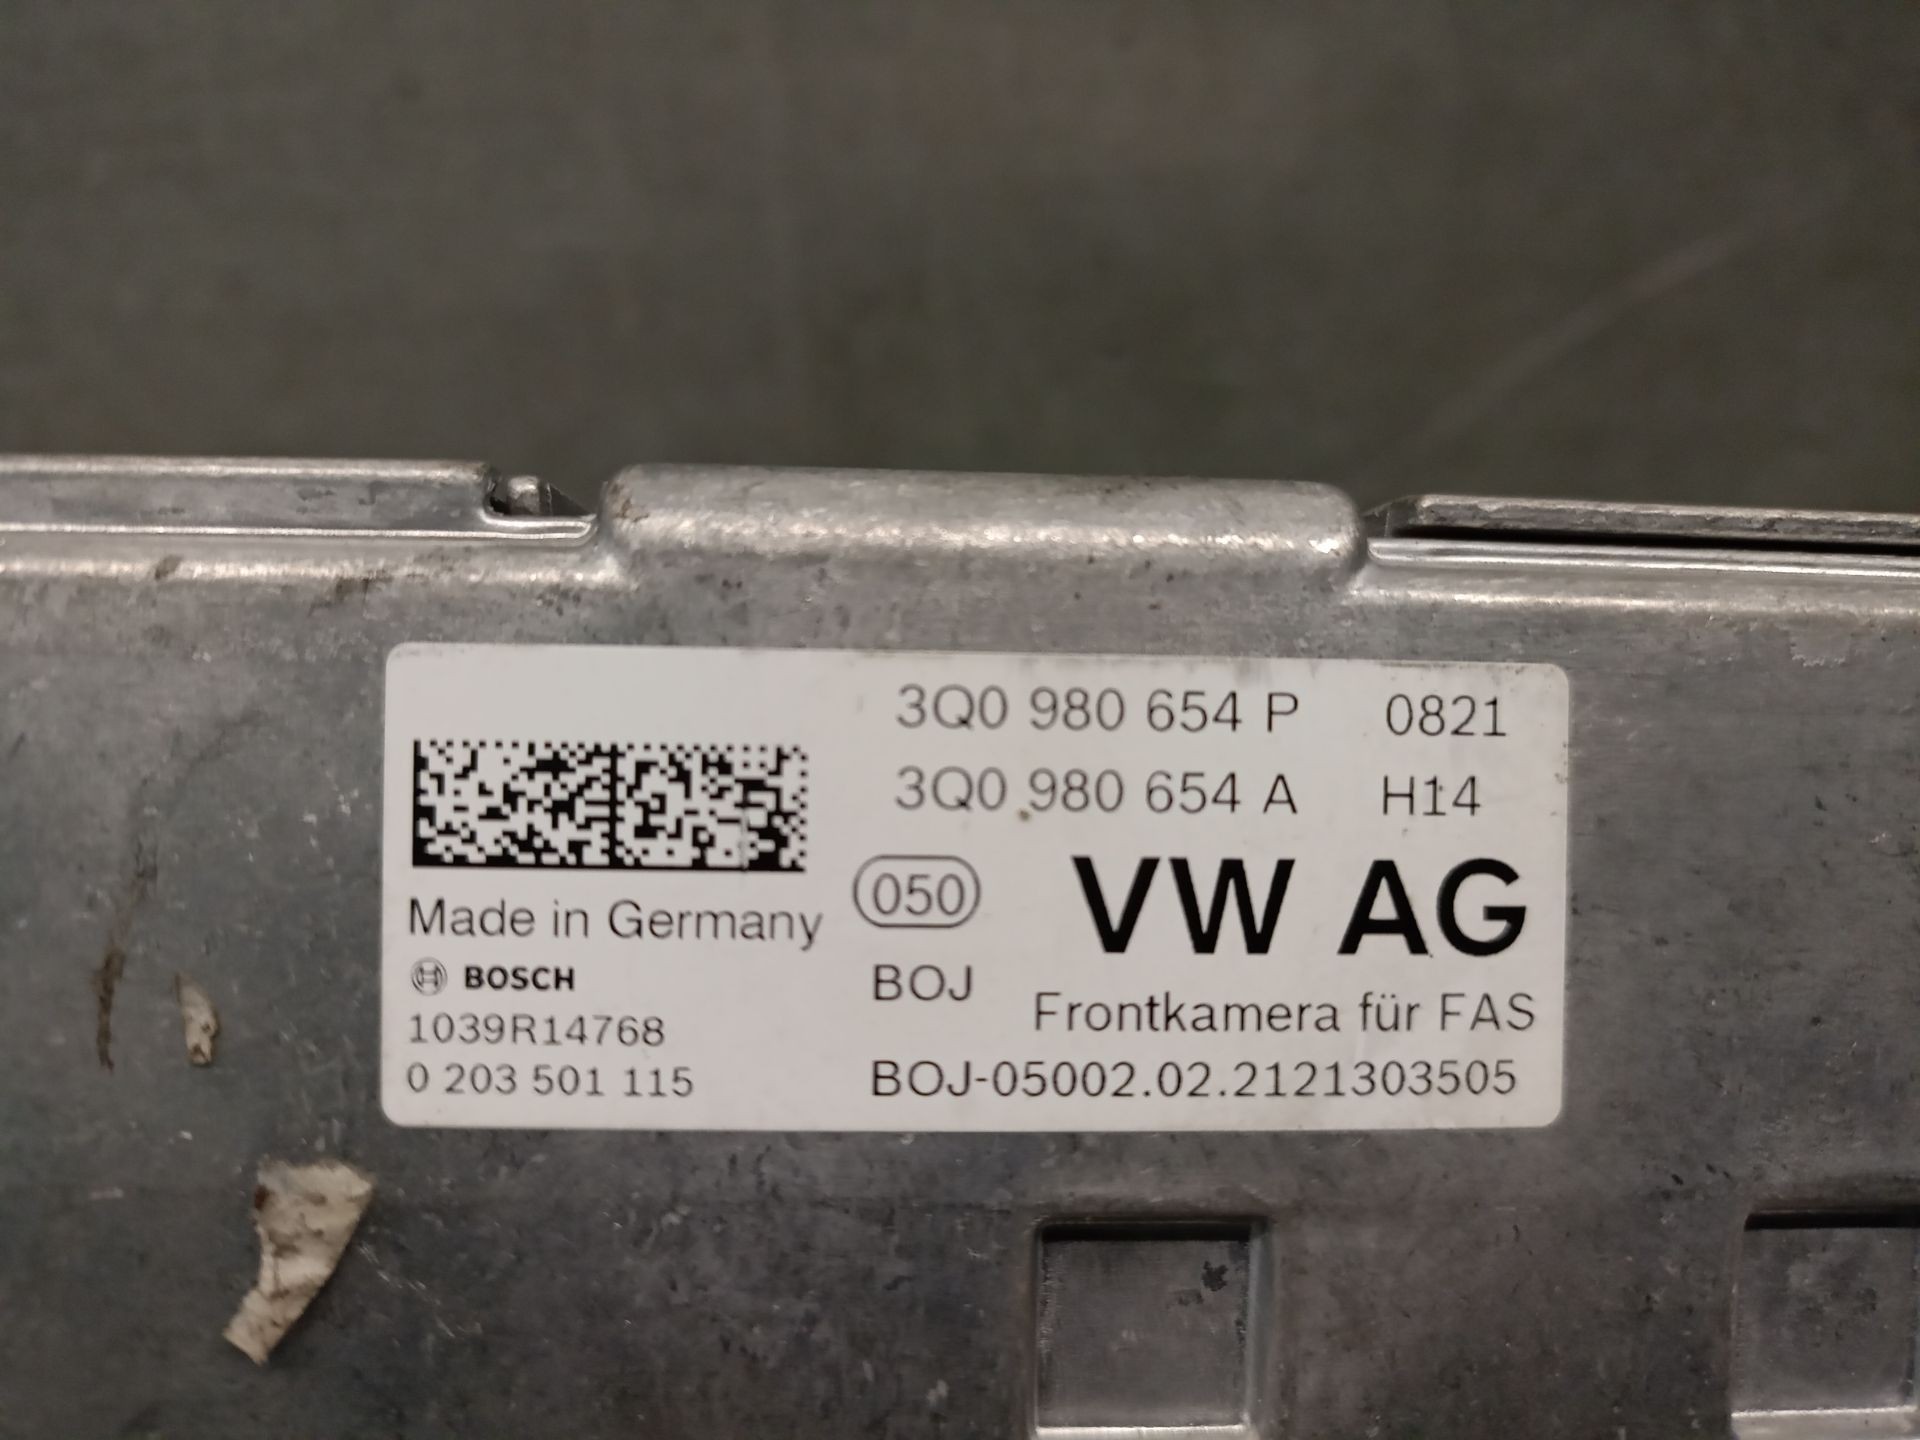 3Q0 980 654 P 0821
3Q0 980 654 A H14
050 VW AG
Made in Germany
BOSCH BOJ
Frontkamera für FAS
1039R14768
0 203 501 115 BOJ-05002.02.2121303505